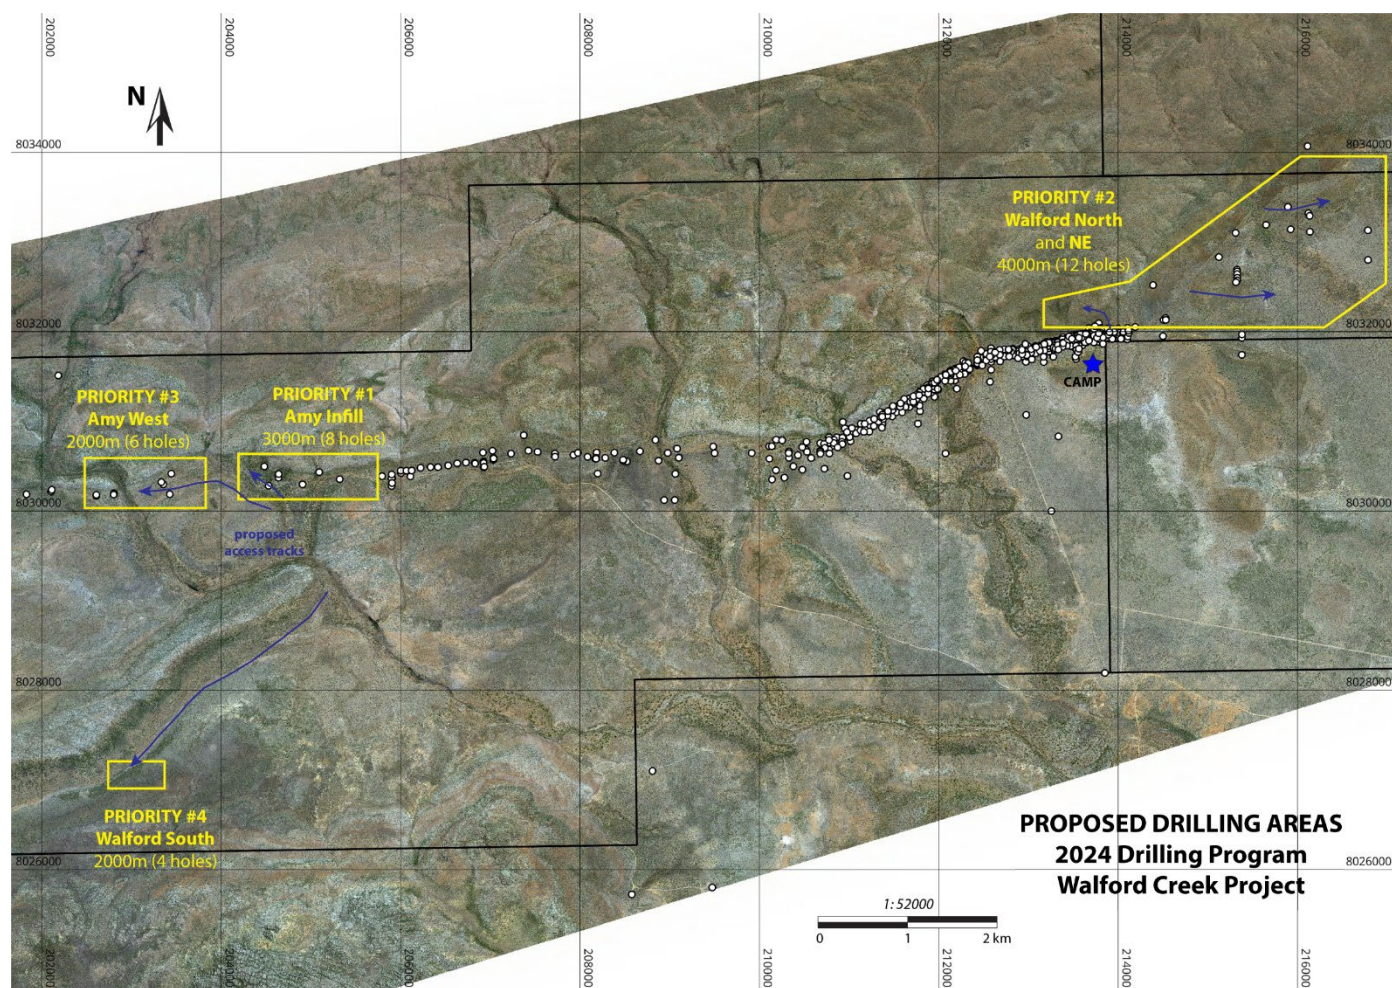 202000
204000
206000
208000
210000
212000
214000
216000
N
8034000
8034000
PRIORITY #2
Walford North
and NE
4000m (12 holes)
8032000
8032000
CAMP
PRIORITY #3
Amy West
2000m (6 holes)
PRIORITY #1
Amy Infill
3000m (8 holes)
8030000
8030000
proposed
access tracks
8028000
8028000
PRIORITY #4
Walford South
2000m (4 holes)
8026000
8026000
PROPOSED DRILLING AREAS
2024 Drilling Program
Walford Creek Project
1: 52000
0 1 2 km
202000
204000
206000
208000
210000
212000
214000
216000